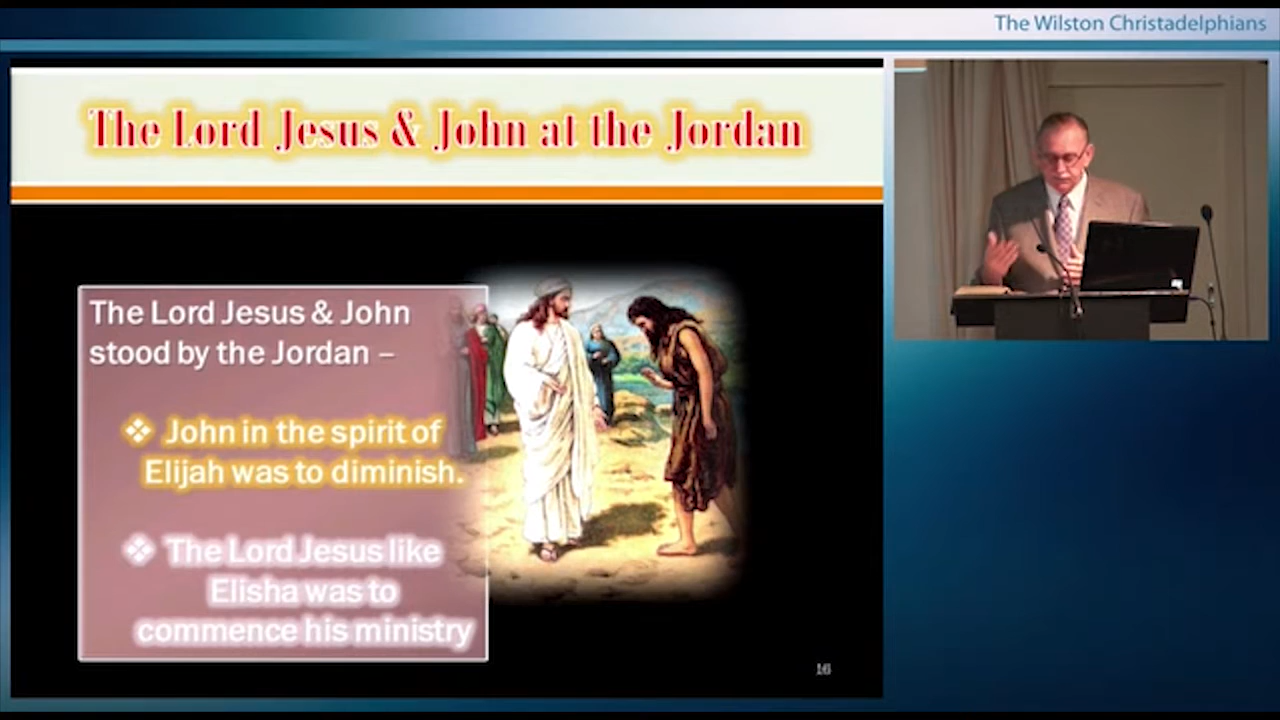 The Wilston Christadelphians
The Lord Jesus & John at the Jordan
The Lord Jesus & John
stood by the Jordan –
❖ John in the spirit of
Elijah was to diminish.
❖ The Lord Jesus like
Elisha was to
commence his ministry
16